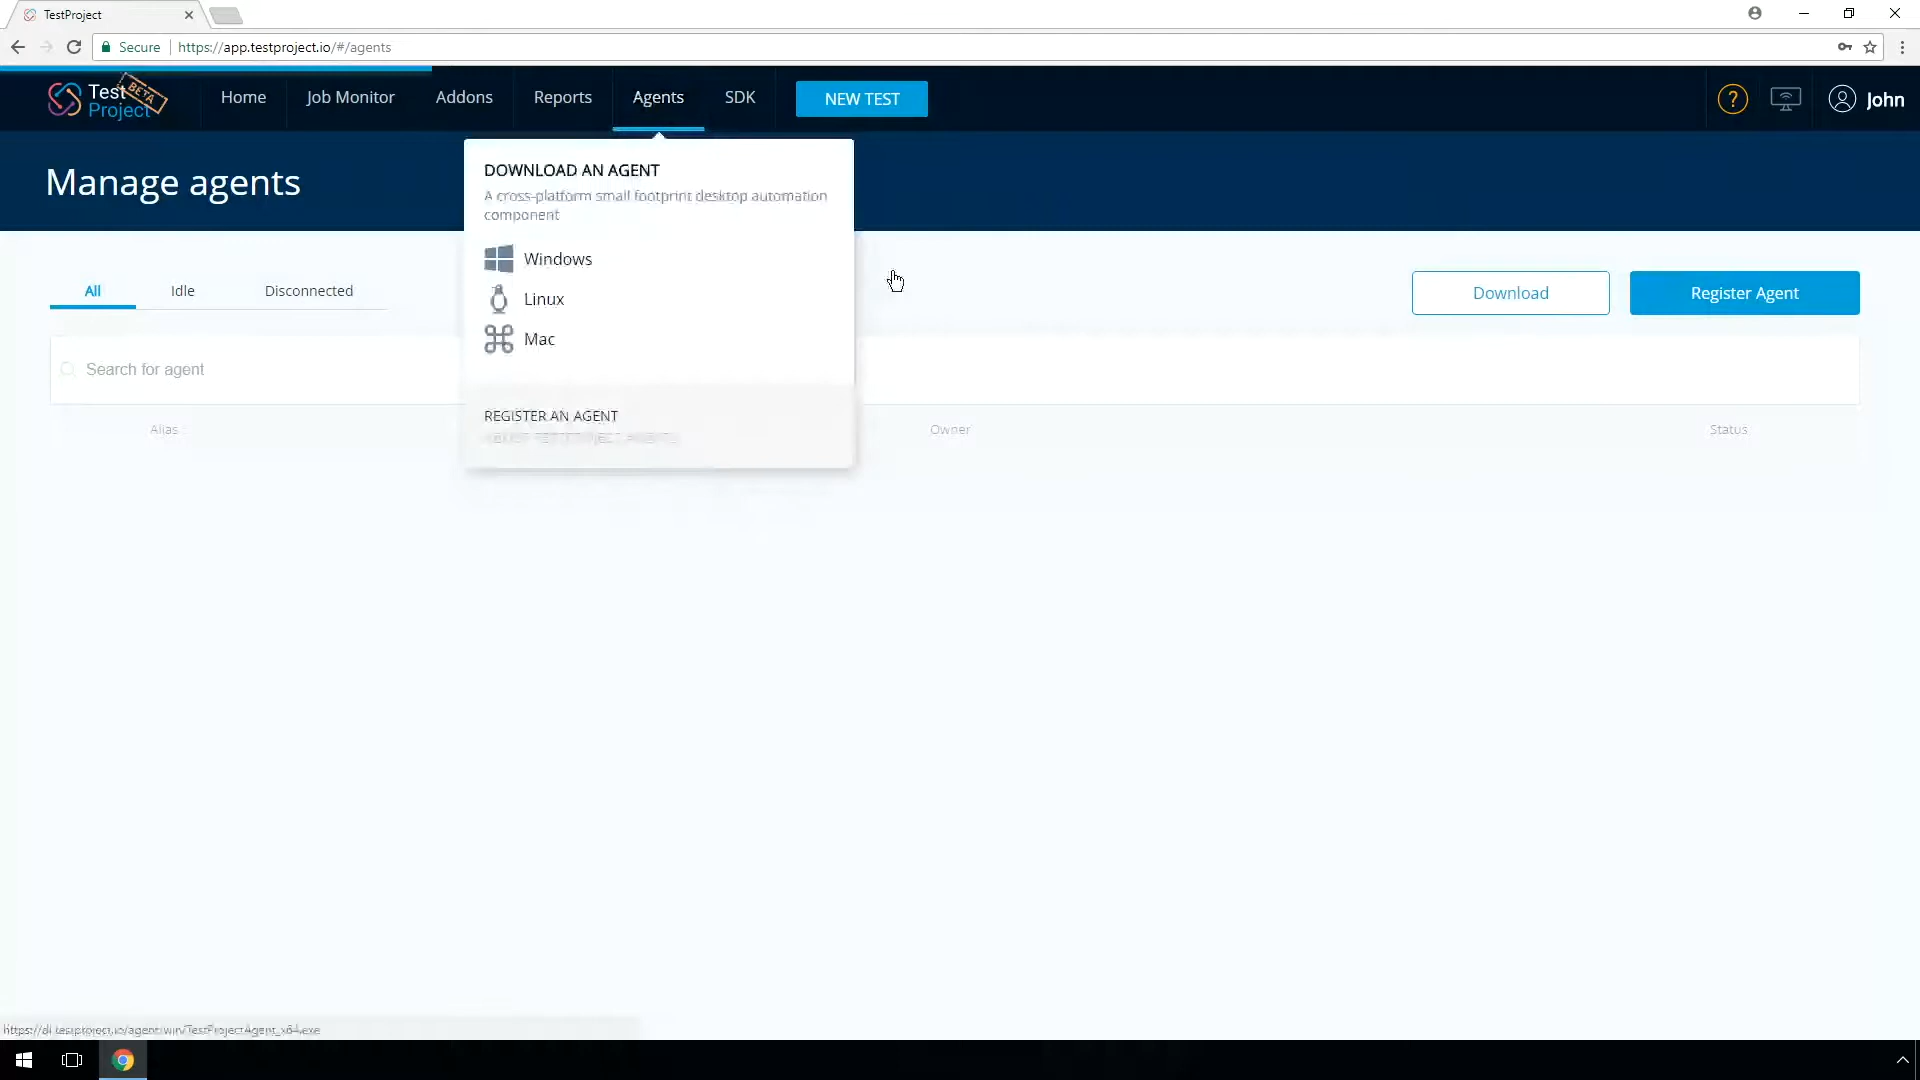 TestProject
Secure
https://app.testproject.io/#/agents
Test
Project
BETA
Home
Job Monitor
Addons
Reports
Agents
SDK
NEW TEST
?
John
Manage agents
DOWNLOAD AN AGENT
A cross-platform small footprint desktop automation
component
Windows
Linux
Mac
REGISTER AN AGENT
All
Idle
Disconnected
Download
Register Agent
Search for agent
Alias
Owner
Status
https://dl.testproject.io/agent/win/TestProjectAgent_x64.exe